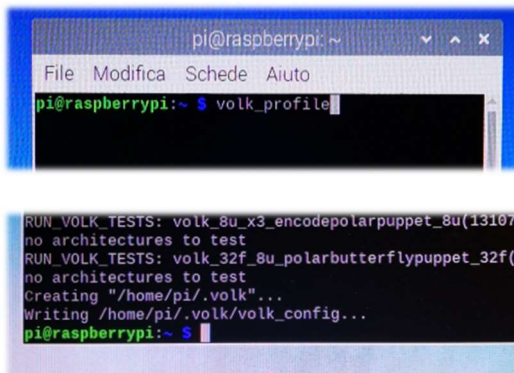 pi@raspberrypi: ~
File Modifica Schede Aiuto
pi@raspberrypi:~ $ volk_profile
RUN_VOLK_TESTS: volk_8u_x3_encodepolarpuppet_8u(13107
no architectures to test
RUN_VOLK_TESTS: volk_32f_8u_polarbutterflypuppet_32f(
no architectures to test
Creating "/home/pi/.volk"...
Writing /home/pi/.volk/volk_config...
pi@raspberrypi:~ $